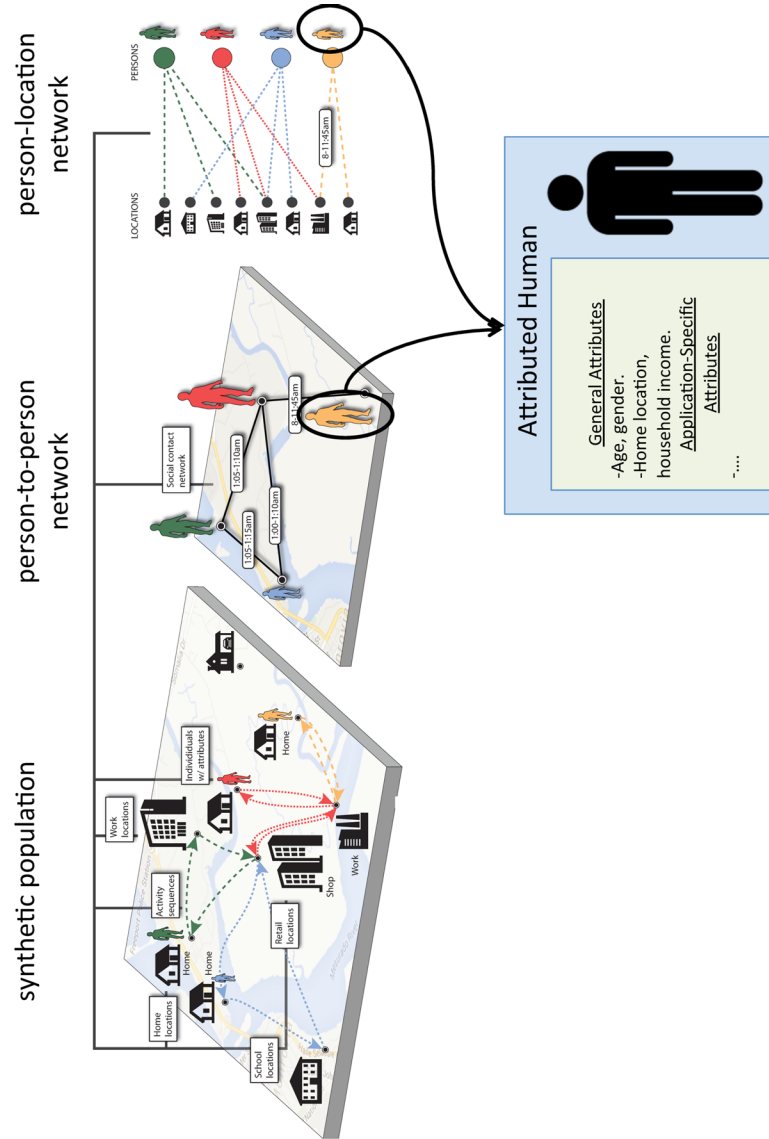 synthetic population
person-to-person
network
person-location
network
Home
locations
Activity
sequences
Work
locations
Individiduals
w/ attributes
School
locations
Retail
locations
Home
Home
Shop
Work
Home
Social contact
network
1:05-1:10am
1:05-1:15am
1:00-1:10am
8-11:45am
PERSONS
LOCATIONS
8-11:45am
Attributed Human
General Attributes
-Age, gender.
-Home location,
household income.
Application-Specific
Attributes
-....